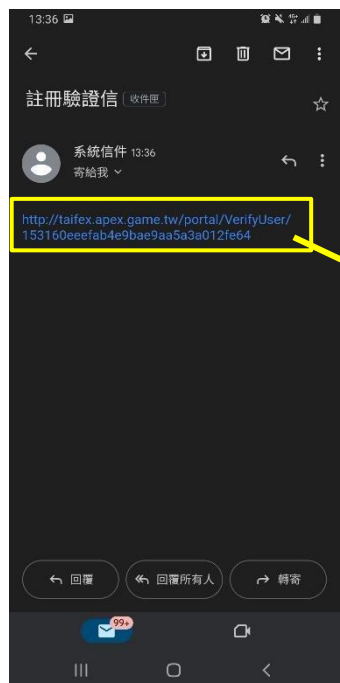 13:36
註冊驗證信 收件匣
系統信件 13:36
寄給我
http://taifex.apex.game.tw/portal/VerifyUser/
153160eeefab4e9bae9aa5a3a012fe64
回覆
回覆所有人
轉寄
99+